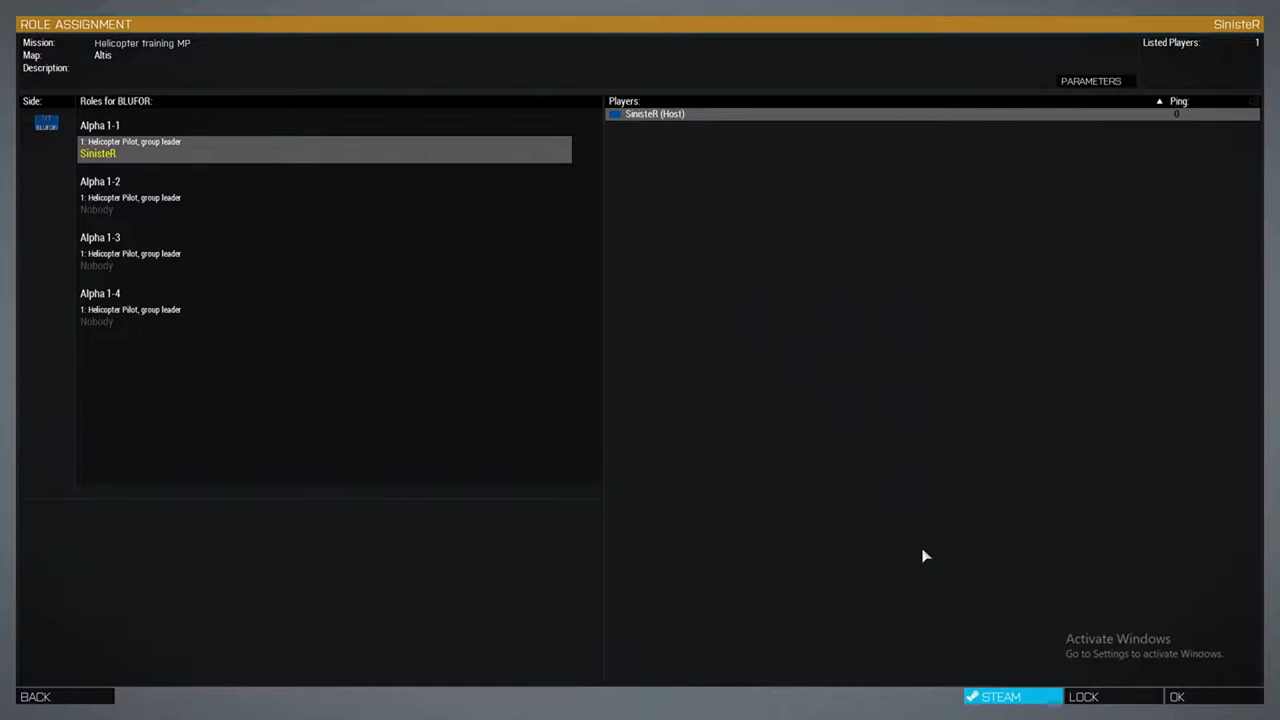 ROLE ASSIGNMENT SinisteR
Mission: Helicopter training MP Listed Players: 1
Map: Altis
Description:
PARAMETERS
Side: Roles for BLUFOR: Players: Ping:
1/1
BLUFOR
SinisteR (Host) 0
Alpha 1-1
1: Helicopter Pilot, group leader
SinisteR
Alpha 1-2
1: Helicopter Pilot, group leader
Nobody
Alpha 1-3
1: Helicopter Pilot, group leader
Nobody
Alpha 1-4
1: Helicopter Pilot, group leader
Nobody
Activate Windows
Go to Settings to activate Windows.
BACK STEAM LOCK OK